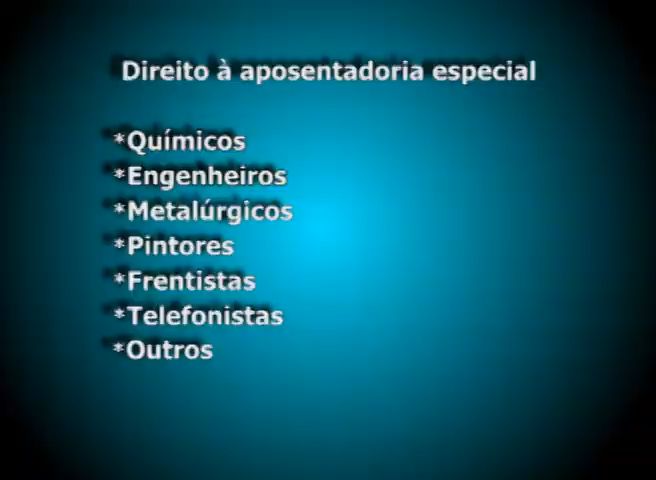 Direito à aposentadoria especial
*Químicos
*Engenheiros
*Metalúrgicos
*Pintores
*Frentistas
*Telefonistas
*Outros